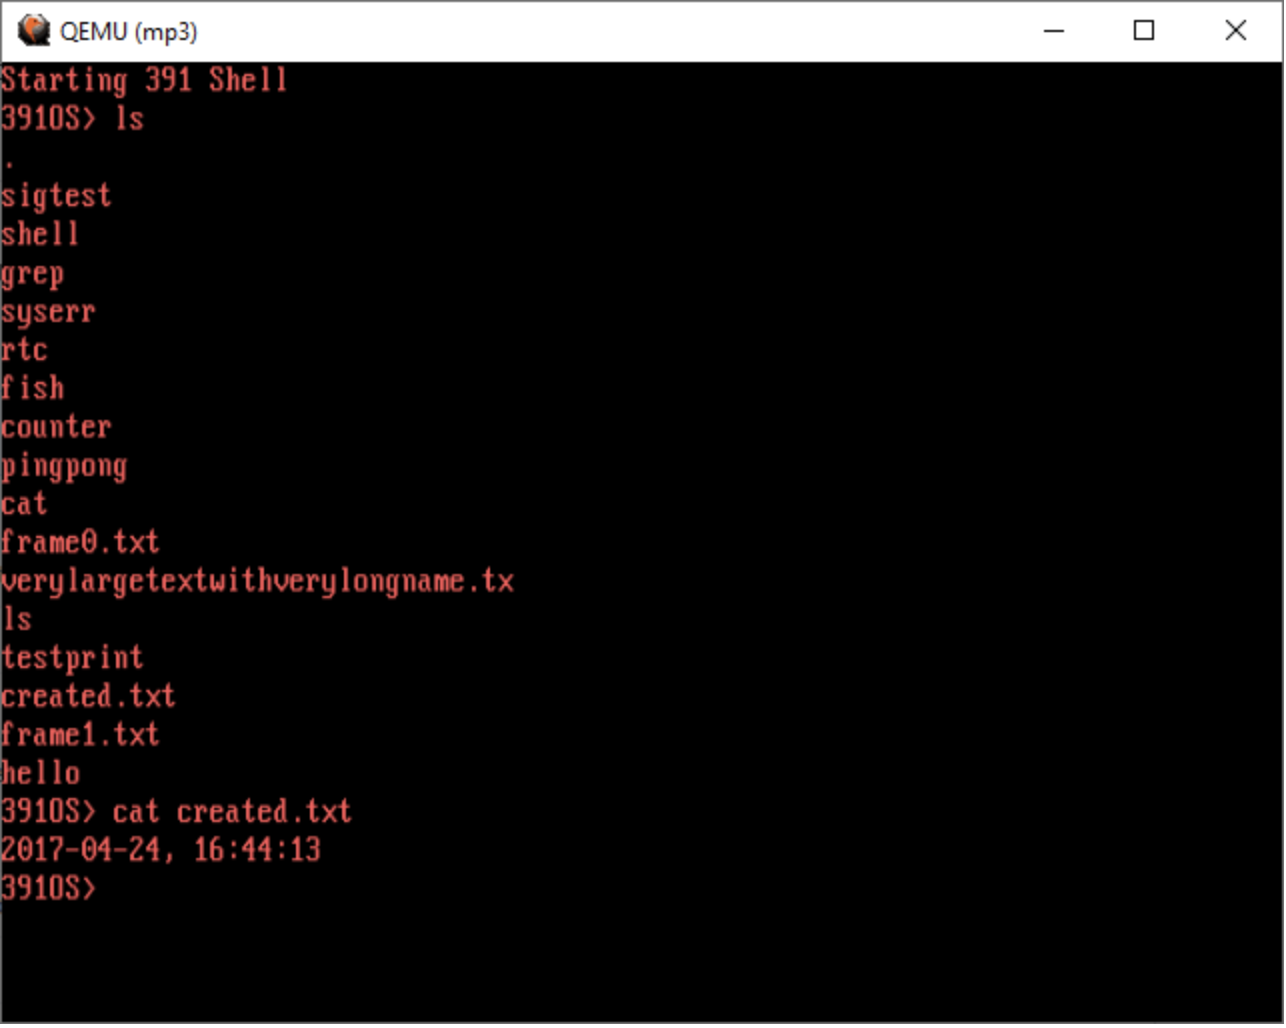 QEMU (mp3)
Starting 391 Shell
391OS> ls
.
sigtest
shell
grep
syserr
rtc
fish
counter
pingpong
cat
frame0.txt
verylargetextwithverylongname.tx
ls
testprint
created.txt
frame1.txt
hello
391OS> cat created.txt
2017-04-24, 16:44:13
391OS>